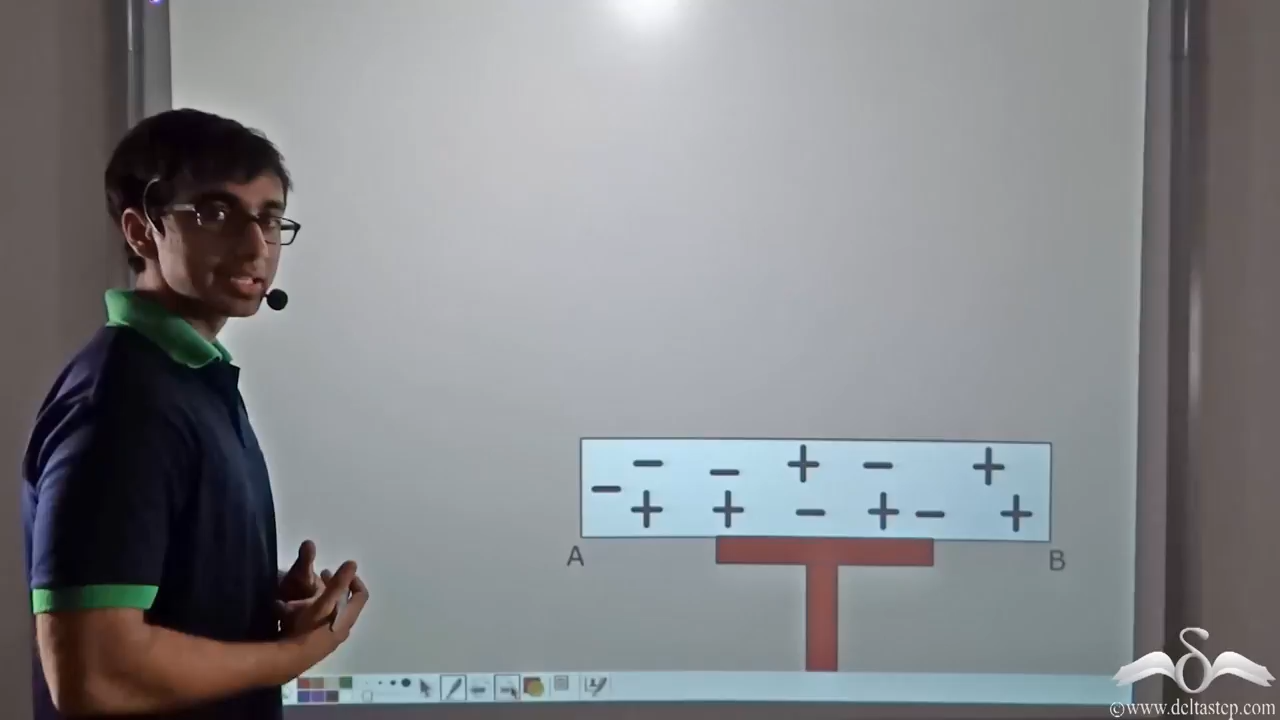 − − + − +
−
+ + − + − +
A B
©www.deltastep.com